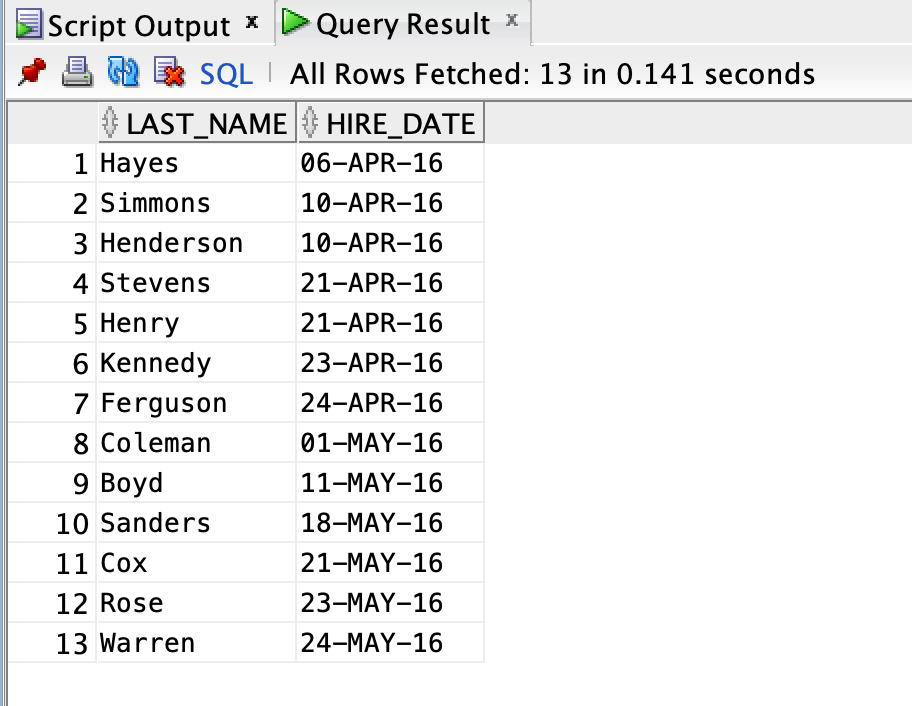 Script Output x Query Result x
SQL | All Rows Fetched: 13 in 0.141 seconds
LAST_NAME HIRE_DATE
1 Hayes 06-APR-16
2 Simmons 10-APR-16
3 Henderson 10-APR-16
4 Stevens 21-APR-16
5 Henry 21-APR-16
6 Kennedy 23-APR-16
7 Ferguson 24-APR-16
8 Coleman 01-MAY-16
9 Boyd 11-MAY-16
10 Sanders 18-MAY-16
11 Cox 21-MAY-16
12 Rose 23-MAY-16
13 Warren 24-MAY-16